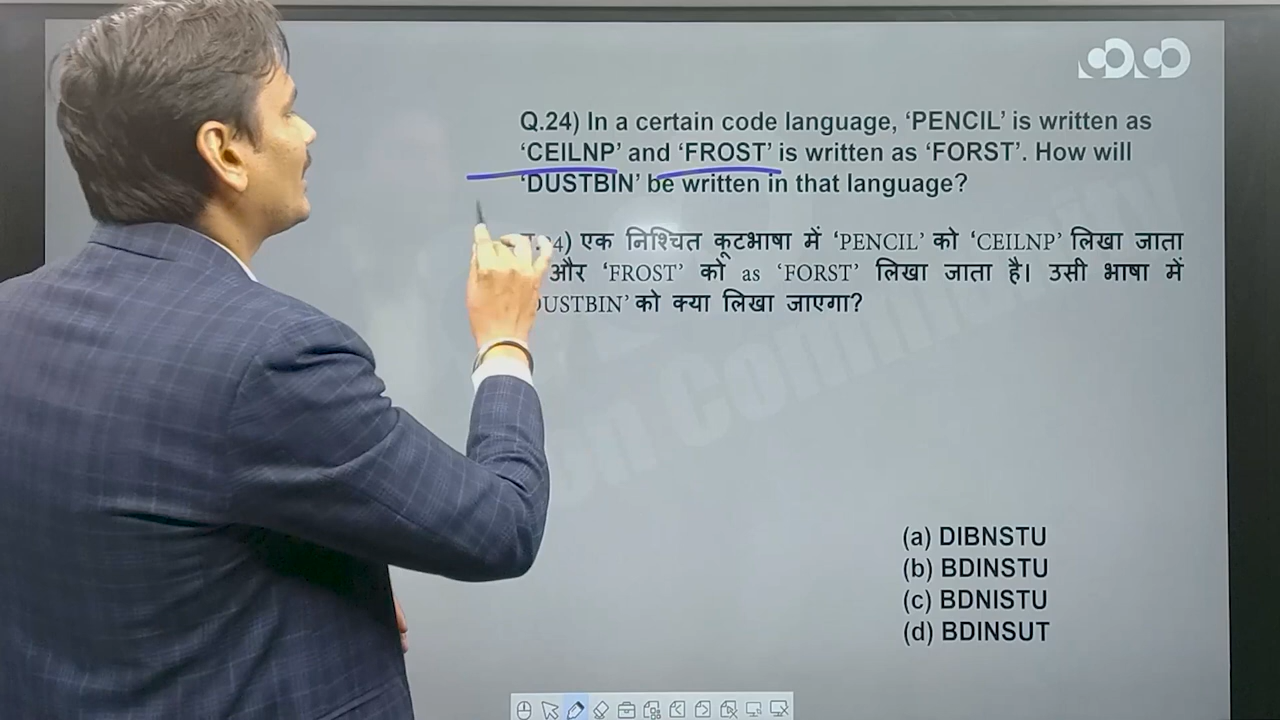 Q.24) In a certain code language, ‘PENCIL’ is written as
‘CEILNP’ and ‘FROST’ is written as ‘FORST’. How will
‘DUSTBIN’ be written in that language?
एक निश्चित कूटभाषा में ‘PENCIL’ को ‘CEILNP’ लिखा जाता
और ‘FROST’ को as ‘FORST’ लिखा जाता है। उसी भाषा में
DUSTBIN’ को क्या लिखा जाएगा?
(a) DIBNSTU
(b) BDINSTU
(c) BDNISTU
(d) BDINSUT